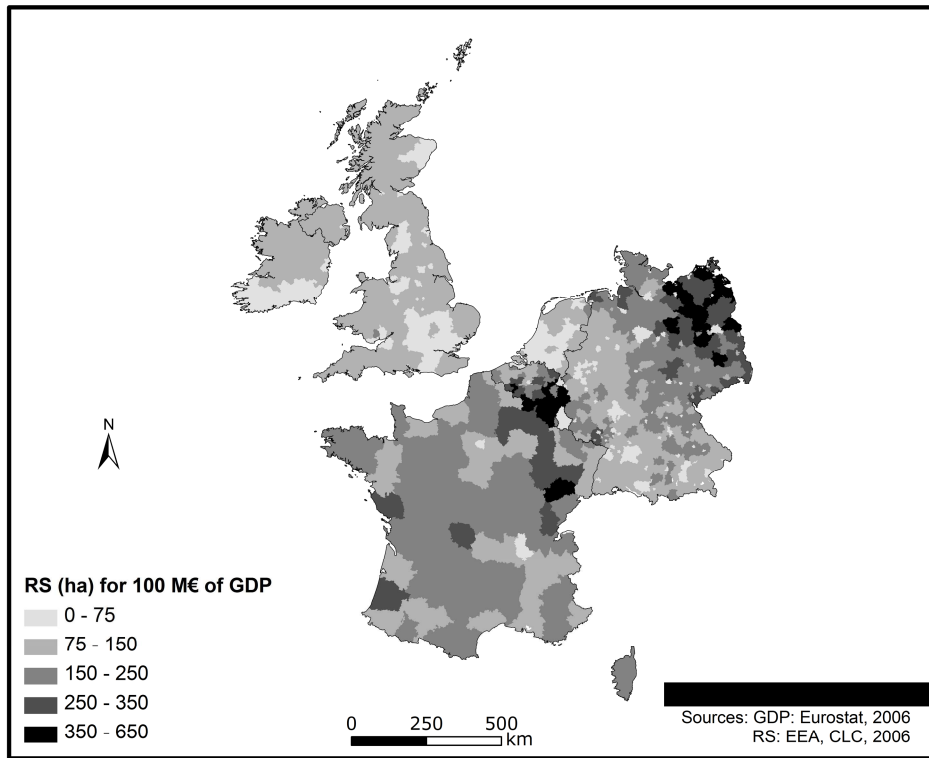 N
RS (ha) for 100 M€ of GDP
0 - 75
75 - 150
150 - 250
250 - 350
350 - 650
0 250 500
km
Sources: GDP: Eurostat, 2006
RS: EEA, CLC, 2006